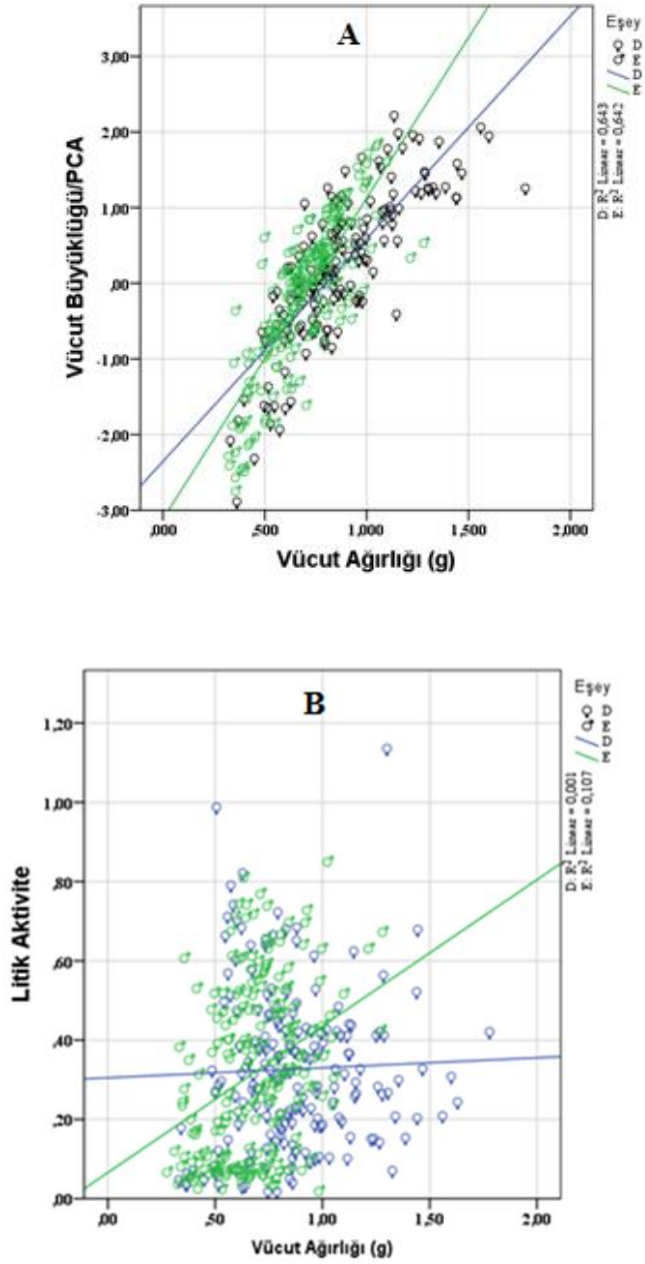 A
Eşey
D
E
D
E
D: R² Linear = 0,643
E: R² Linear = 0,642
Vücut Büyüklüğü/PCA
3,00
2,00
1,00
,00
-1,00
-2,00
-3,00
,000
,500
1,000
1,500
2,000
Vücut Ağırlığı (g)
B
Eşey
D
E
D
E
D: R² Linear = 0,001
E: R² Linear = 0,107
Litik Aktivite
1,20
1,00
,80
,60
,40
,20
,00
,00
,50
1,00
1,50
2,00
Vücut Ağırlığı (g)